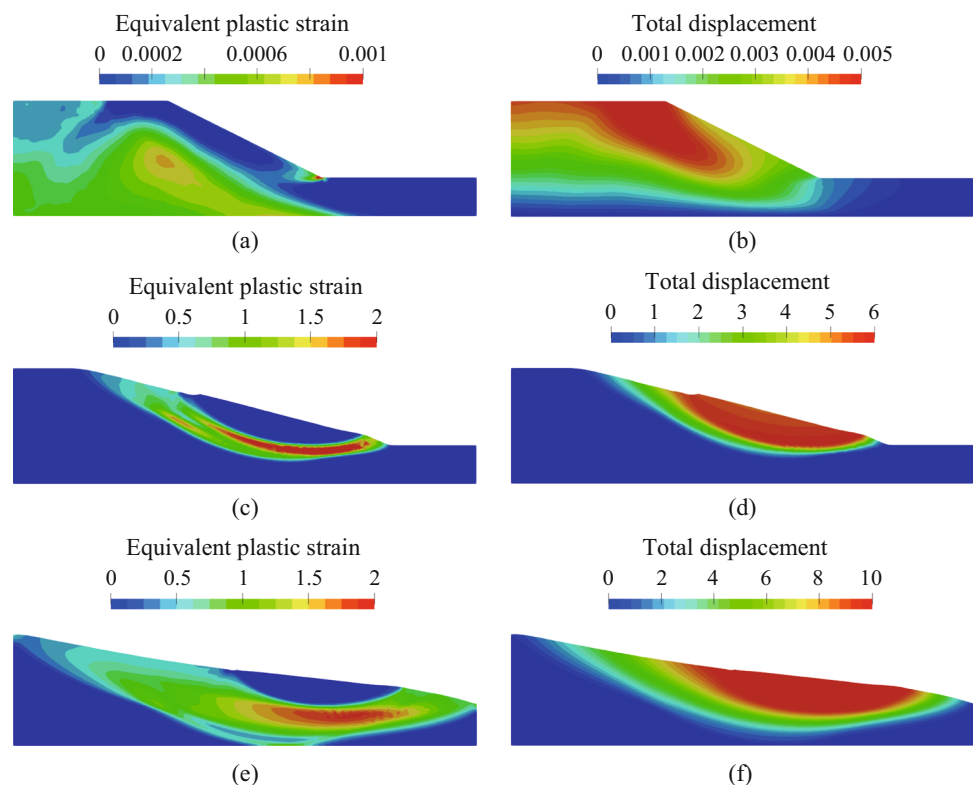 Equivalent plastic strain
0 0.0002 0.0006 0.001
(a)
Total displacement
0 0.001 0.002 0.003 0.004 0.005
(b)
Equivalent plastic strain
0 0.5 1 1.5 2
(c)
Total displacement
0 1 2 3 4 5 6
(d)
Equivalent plastic strain
0 0.5 1 1.5 2
(e)
Total displacement
0 2 4 6 8 10
(f)